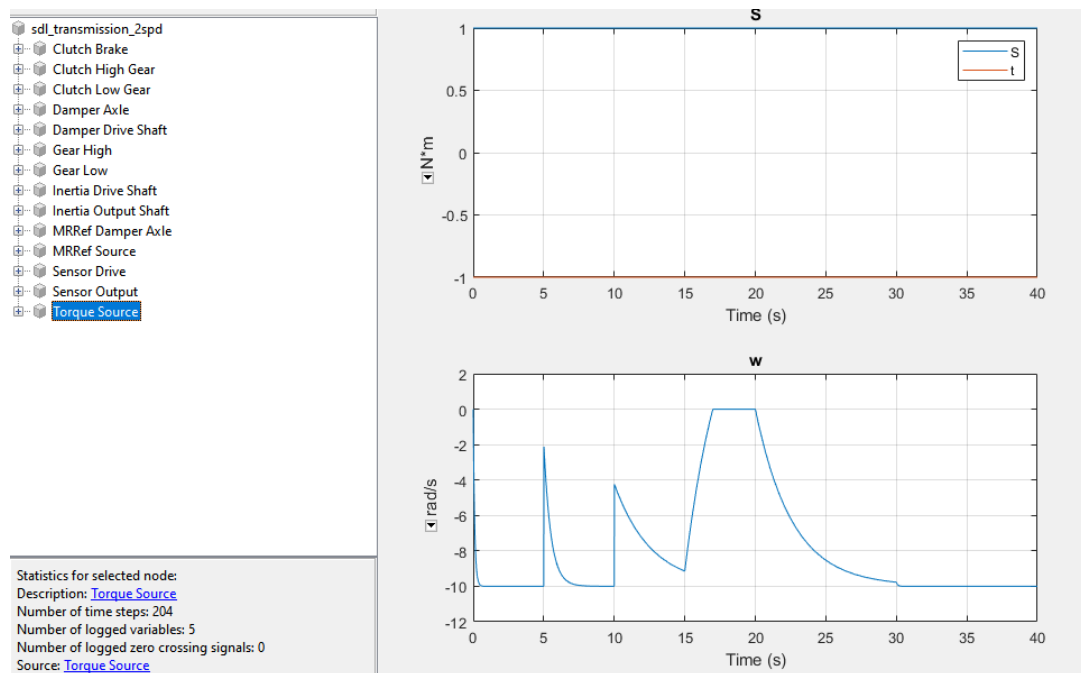 sdl_transmission_2spd
Clutch Brake
Clutch High Gear
Clutch Low Gear
Damper Axle
Damper Drive Shaft
Gear High
Gear Low
Inertia Drive Shaft
Inertia Output Shaft
MRRef Damper Axle
MRRef Source
Sensor Drive
Sensor Output
Torque Source
Statistics for selected node:
Description: Torque Source
Number of time steps: 204
Number of logged variables: 5
Number of logged zero crossing signals: 0
Source: Torque Source
S
1
0.5
0
-0.5
-1
N*m
S
t
0 5 10 15 20 25 30 35 40
Time (s)
w
2
0
-2
-4
-6
-8
-10
-12
rad/s
0 5 10 15 20 25 30 35 40
Time (s)